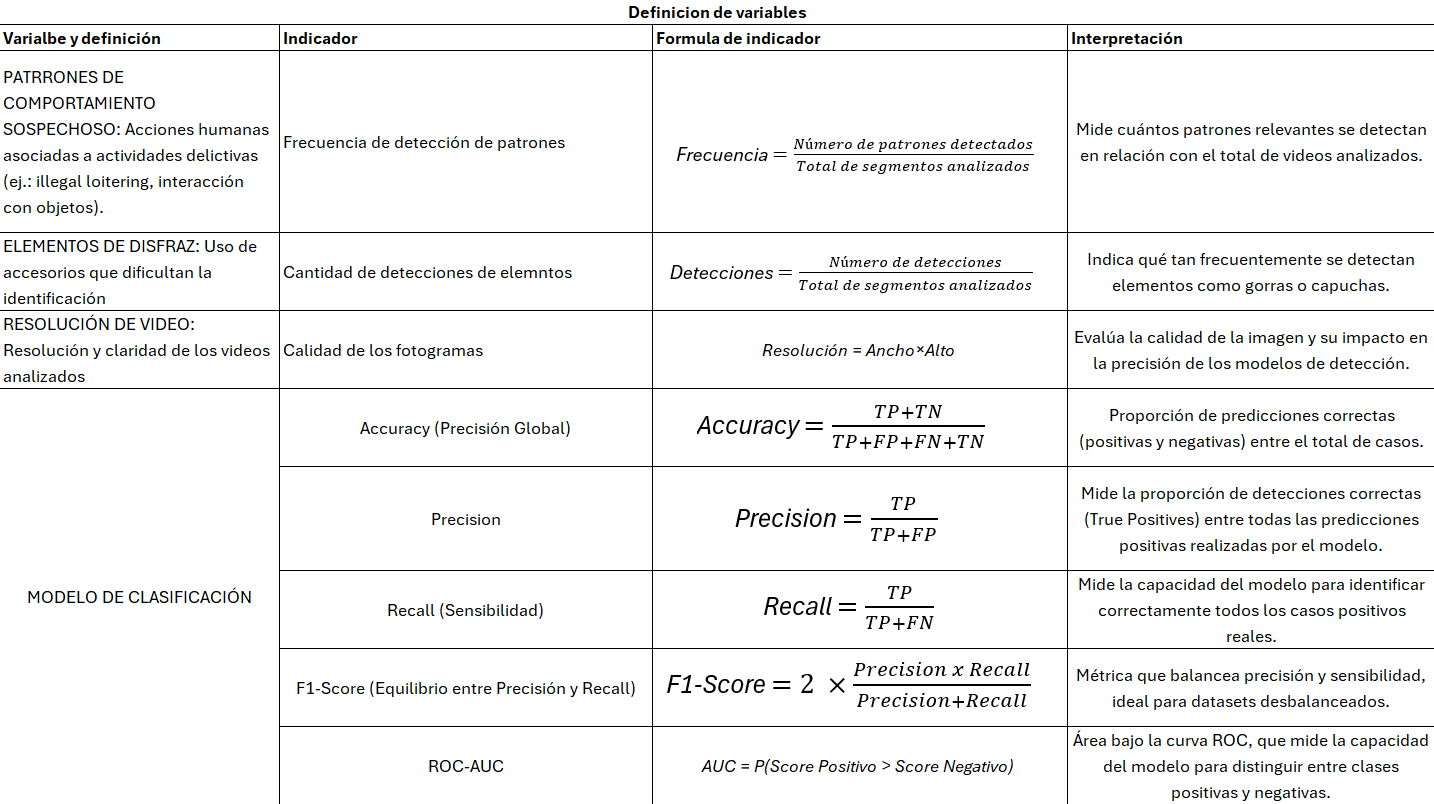 Definicion de variables
Varialbe y definición
Indicador
Formula de indicador
Interpretación
PATRRONES DE
COMPORTAMIENTO
SOSPECHOSO: Acciones humanas
asociadas a actividades delictivas
(ej.: illegal loitering, interacción
con objetos).
Frecuencia de detección de patrones
Frecuencia = Número de patrones detectados / Total de segmentos analizados
Mide cuántos patrones relevantes se detectan
en relación con el total de videos analizados.
ELEMENTOS DE DISFRAZ: Uso de
accesorios que dificultan la
identificación
Cantidad de detecciones de elemntos
Detecciones = Número de detecciones / Total de segmentos analizados
Indica qué tan frecuentemente se detectan
elementos como gorras o capuchas.
RESOLUCIÓN DE VIDEO:
Resolución y claridad de los videos
analizados
Calidad de los fotogramas
Resolución = Ancho×Alto
Evalúa la calidad de la imagen y su impacto en
la precisión de los modelos de detección.
MODELO DE CLASIFICACIÓN
Accuracy (Precisión Global)
Accuracy = TP+TN / TP+FP+FN+TN
Proporción de predicciones correctas
(positivas y negativas) entre el total de casos.
Precision
Precision = TP / TP+FP
Mide la proporción de detecciones correctas
(True Positives) entre todas las predicciones
positivas realizadas por el modelo.
Recall (Sensibilidad)
Recall = TP / TP+FN
Mide la capacidad del modelo para identificar
correctamente todos los casos positivos
reales.
F1-Score (Equilibrio entre Precisión y Recall)
F1-Score = 2 × Precision x Recall / Precision+Recall
Métrica que balancea precisión y sensibilidad,
ideal para datasets desbalanceados.
ROC-AUC
AUC = P(Score Positivo > Score Negativo)
Área bajo la curva ROC, que mide la capacidad
del modelo para distinguir entre clases
positivas y negativas.